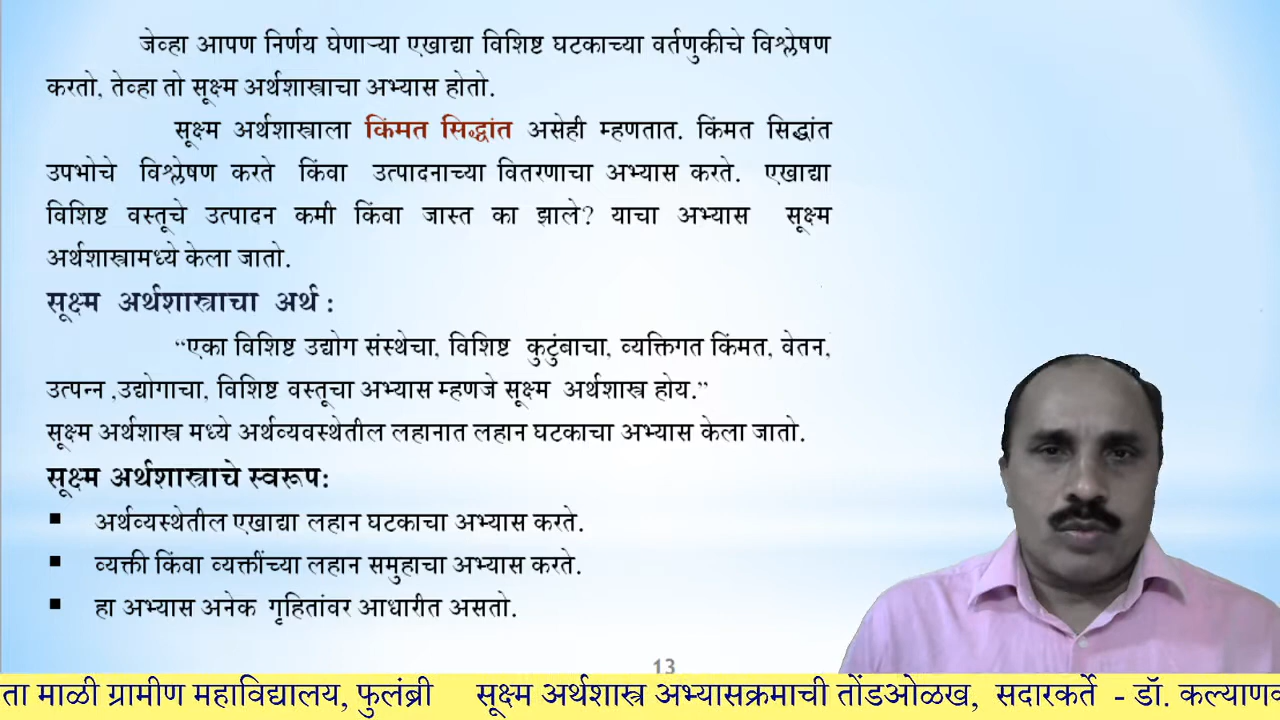 जेव्हा आपण निर्णय घेणाऱ्या एखाद्या विशिष्ट घटकाच्या वर्तणुकीचे विश्लेषण
करतो, तेव्हा तो सूक्ष्म अर्थशास्त्राचा अभ्यास होतो.
सूक्ष्म अर्थशास्त्राला किंमत सिद्धांत असेही म्हणतात. किंमत सिद्धांत
उपभोचे विश्लेषण करते किंवा उत्पादनाच्या वितरणाचा अभ्यास करते. एखाद्या
विशिष्ट वस्तूचे उत्पादन कमी किंवा जास्त का झाले? याचा अभ्यास सूक्ष्म
अर्थशास्त्रामध्ये केला जातो.
सूक्ष्म अर्थशास्त्राचा अर्थ :
“एका विशिष्ट उद्योग संस्थेचा, विशिष्ट कुटुंबाचा, व्यक्तिगत किंमत, वेतन,
उत्पन्न ,उद्योगाचा, विशिष्ट वस्तूचा अभ्यास म्हणजे सूक्ष्म अर्थशास्त्र होय.”
सूक्ष्म अर्थशास्त्र मध्ये अर्थव्यवस्थेतील लहानात लहान घटकाचा अभ्यास केला जातो.
सूक्ष्म अर्थशास्त्राचे स्वरूप:
▪ अर्थव्यस्थेतील एखाद्या लहान घटकाचा अभ्यास करते.
▪ व्यक्ती किंवा व्यक्तींच्या लहान समुहाचा अभ्यास करते.
▪ हा अभ्यास अनेक गृहितांवर आधारीत असतो.
13
ता माळी ग्रामीण महाविद्यालय, फुलंब्री सूक्ष्म अर्थशास्त्र अभ्यासक्रमाची तोंडओळख, सदारकर्ते - डॉ. कल्याण